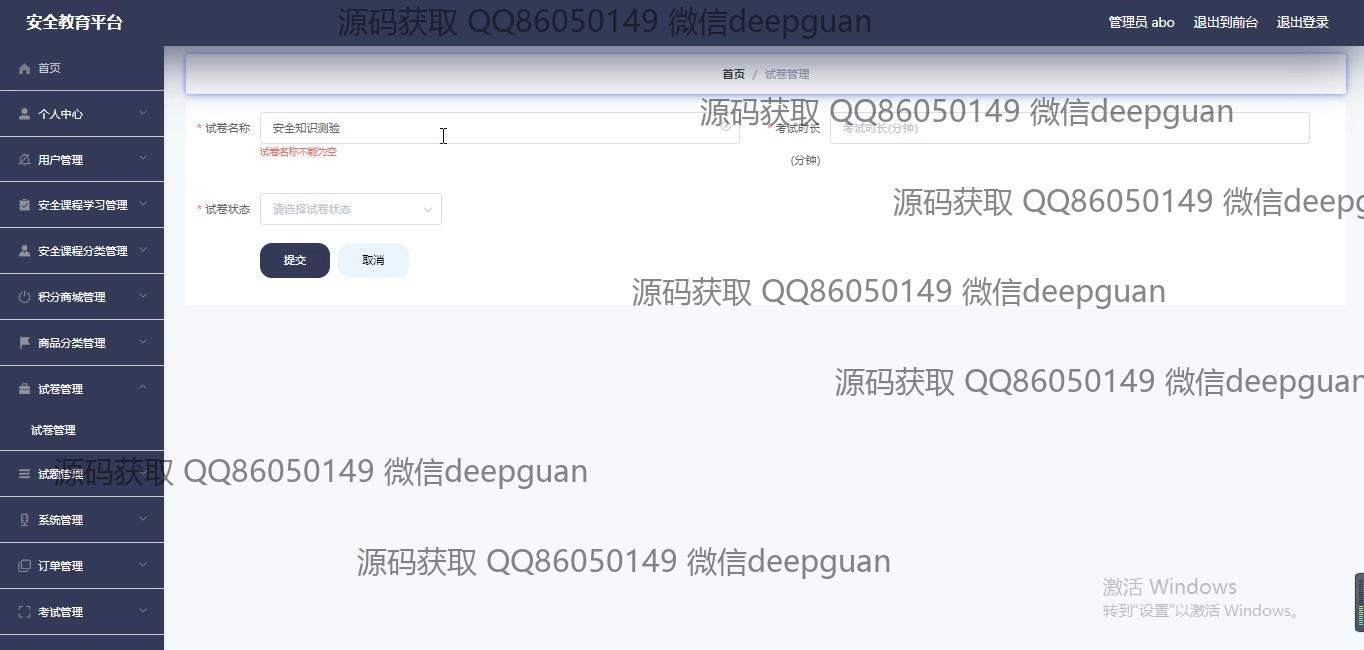 安全教育平台
源码获取 QQ86050149 微信deepguan
管理员 abo 退出到前台 退出登录
首页
首页 / 试卷管理
个人中心
源码获取 QQ86050149 微信deepguan
* 试卷名称 安全知识测验
* 考试时长(分钟) 考试时长(分钟)
试卷名称不能为空
用户管理
安全课程学习管理
源码获取 QQ86050149 微信deepg
* 试卷状态 请选择试卷状态
安全课程分类管理
提交 取消
积分商城管理
源码获取 QQ86050149 微信deepguan
商品分类管理
试卷管理
源码获取 QQ86050149 微信deepguan
试卷管理
试题管理
源码获取 QQ86050149 微信deepguan
系统管理
订单管理
源码获取 QQ86050149 微信deepguan
激活 Windows
转到"设置"以激活 Windows。
考试管理